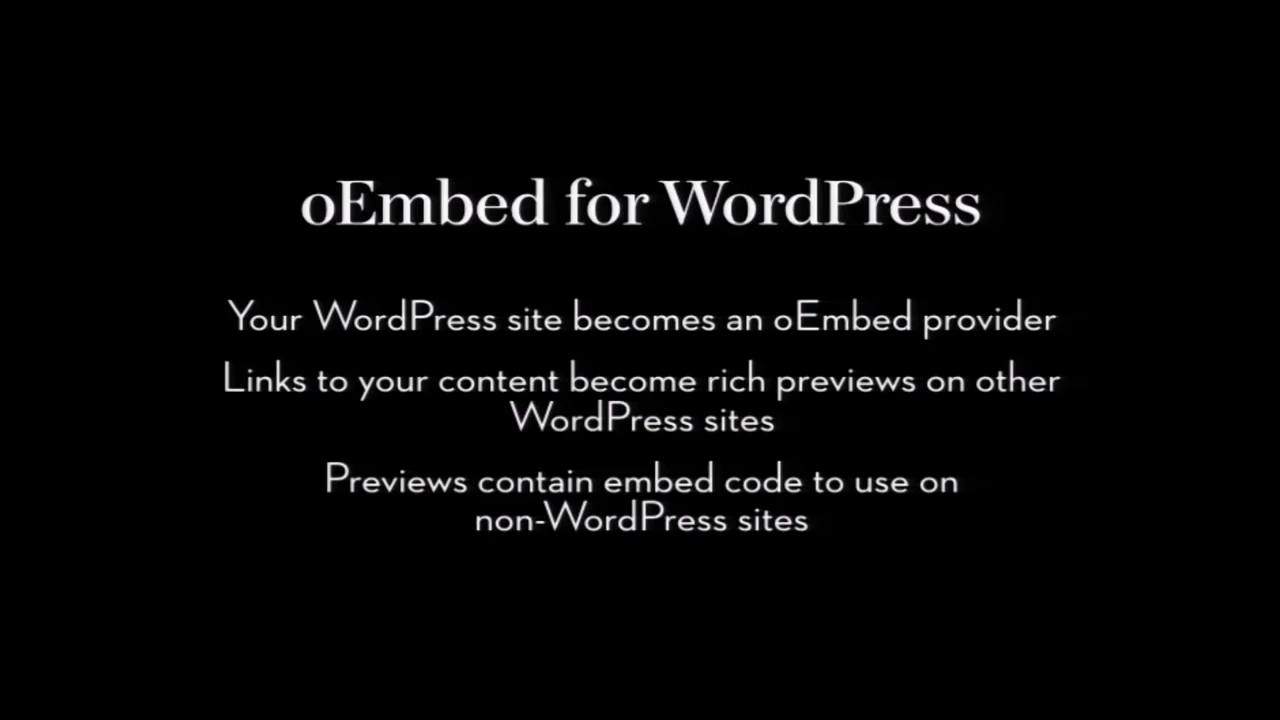 oEmbed for WordPress
Your WordPress site becomes an oEmbed provider
Links to your content become rich previews on other
WordPress sites
Previews contain embed code to use on
non-WordPress sites